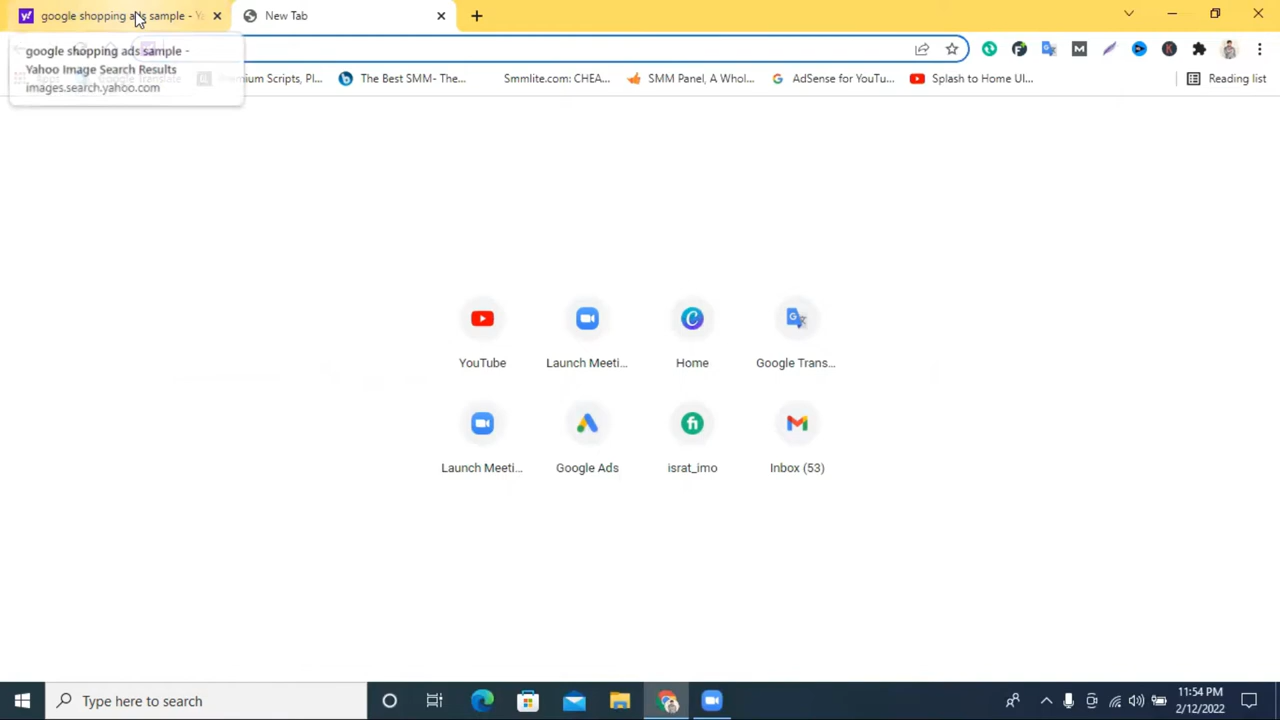 google shopping ads sample - Y
New Tab
google shopping ads sample -
Yahoo Image Search Results
images.search.yahoo.com
Google Translate
Premium Scripts, Pl...
The Best SMM- The...
Smmlite.com: CHEA...
SMM Panel, A Whol...
AdSense for YouTu...
Splash to Home UI...
Reading list
YouTube
Launch Meeti...
Home
Google Trans...
Launch Meeti...
Google Ads
israt_imo
Inbox (53)
Type here to search
11:54 PM
2/12/2022